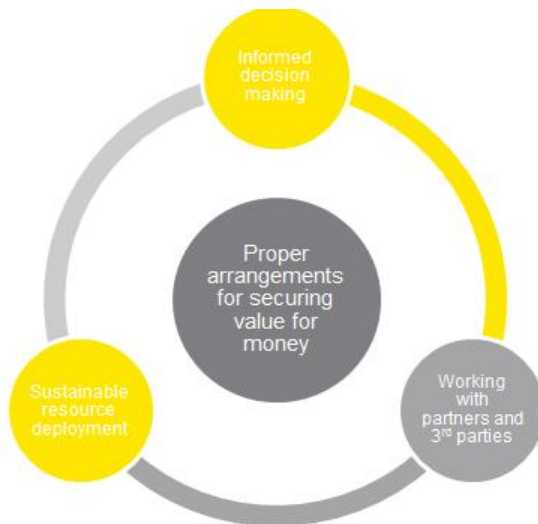 Informed
decision
making
Proper
arrangements
for securing
value for
money
Sustainable
resource
deployment
Working
with
partners and
3rd parties